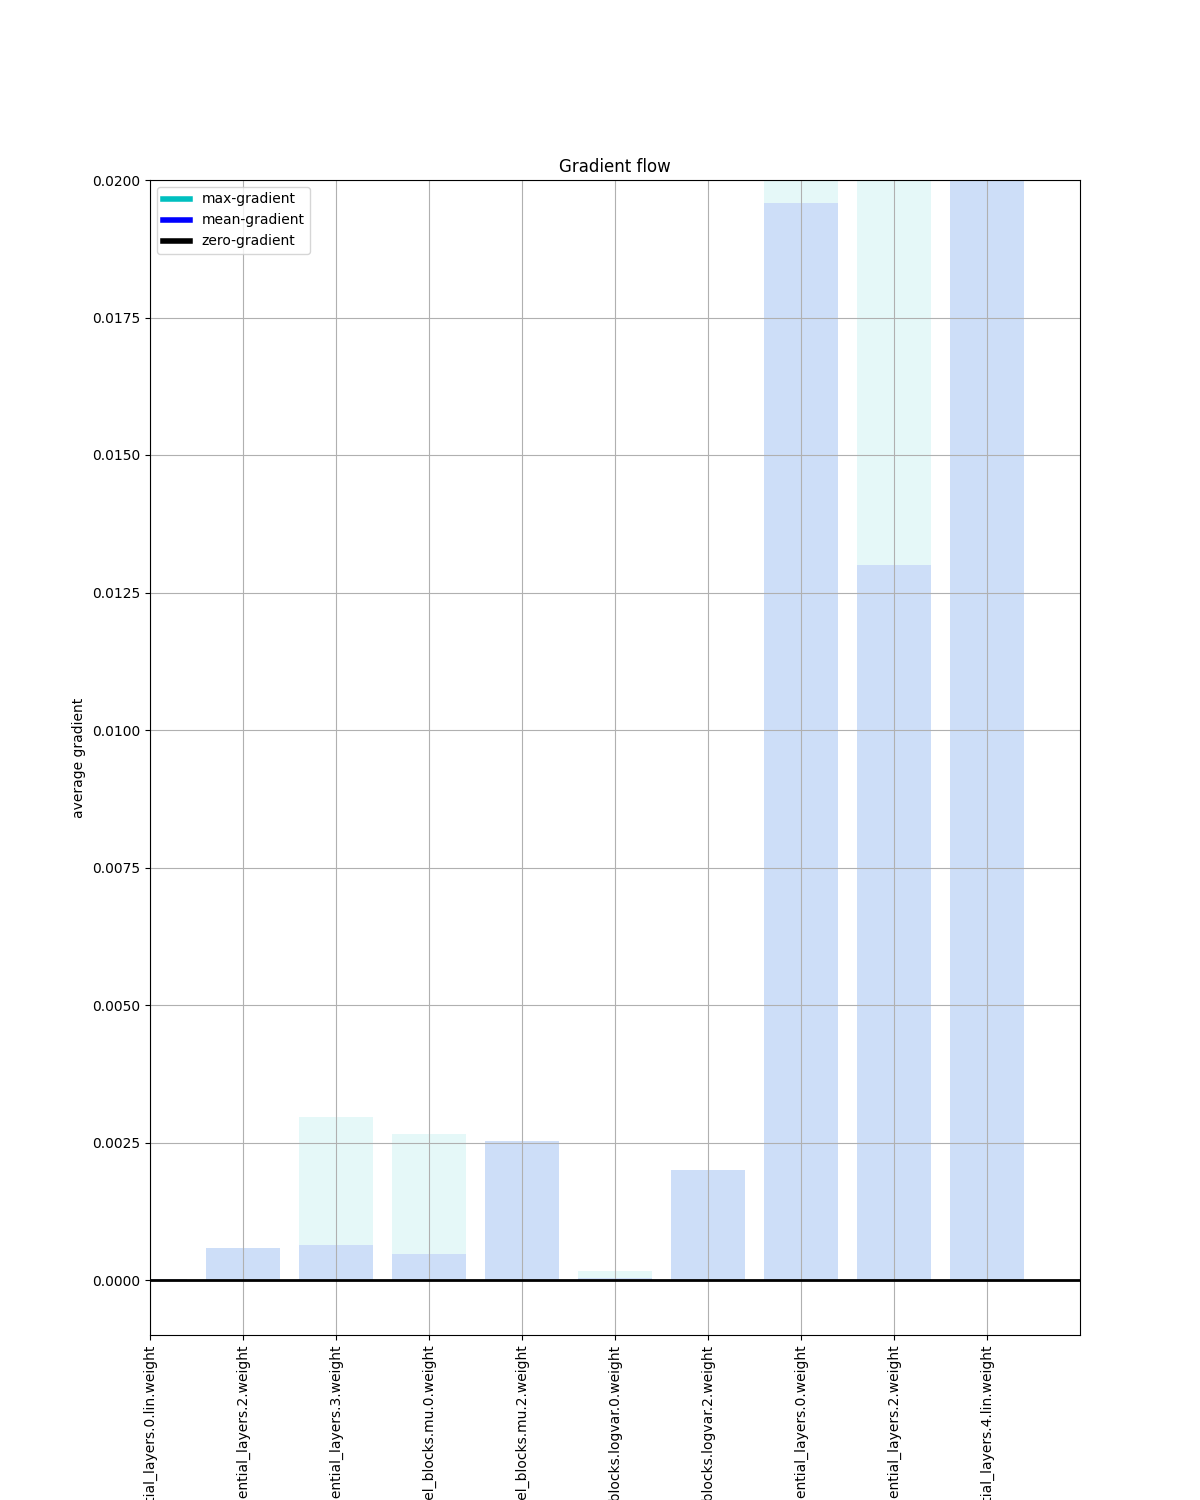 Gradient flow
max-gradient
mean-gradient
zero-gradient
0.0200
0.0175
0.0150
0.0125
0.0100
0.0075
0.0050
0.0025
0.0000
average gradient
tial_layers.0.lin.weight
ential_layers.2.weight
ential_layers.3.weight
el_blocks.mu.0.weight
el_blocks.mu.2.weight
blocks.logvar.0.weight
blocks.logvar.2.weight
ential_layers.0.weight
ential_layers.2.weight
tial_layers.4.lin.weight